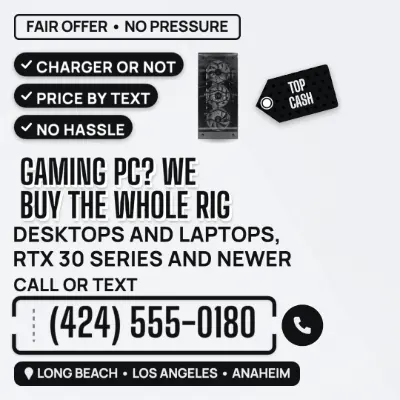 FAIR OFFER • NO PRESSURE
CHARGER OR NOT
PRICE BY TEXT
NO HASSLE
TOP
CASH
GAMING PC? WE
BUY THE WHOLE RIG
DESKTOPS AND LAPTOPS,
RTX 30 SERIES AND NEWER
CALL OR TEXT
(424) 555-0180
LONG BEACH • LOS ANGELES • ANAHEIM